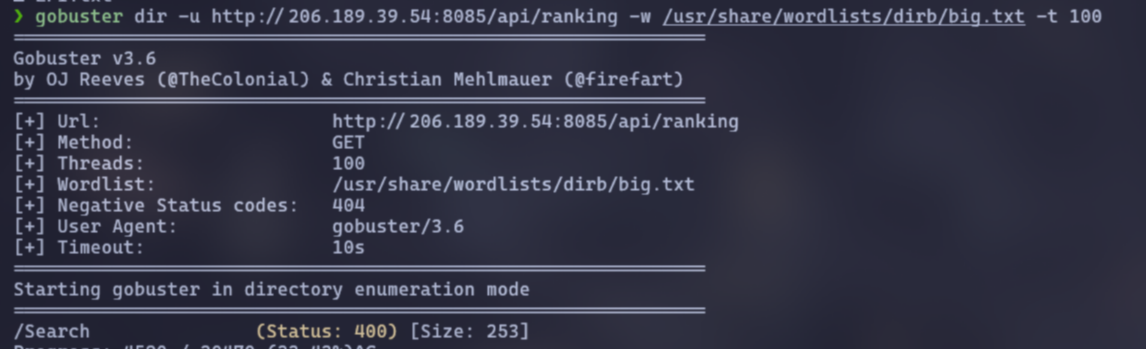 ❯ gobuster dir -u http://206.189.39.54:8085/api/ranking -w /usr/share/wordlists/dirb/big.txt -t 100
===============================================================
Gobuster v3.6
by OJ Reeves (@TheColonial) & Christian Mehlmauer (@firefart)
===============================================================
[+] Url:                     http://206.189.39.54:8085/api/ranking
[+] Method:                  GET
[+] Threads:                 100
[+] Wordlist:                /usr/share/wordlists/dirb/big.txt
[+] Negative Status codes:   404
[+] User Agent:              gobuster/3.6
[+] Timeout:                 10s
===============================================================
Starting gobuster in directory enumeration mode
===============================================================
/Search               (Status: 400) [Size: 253]